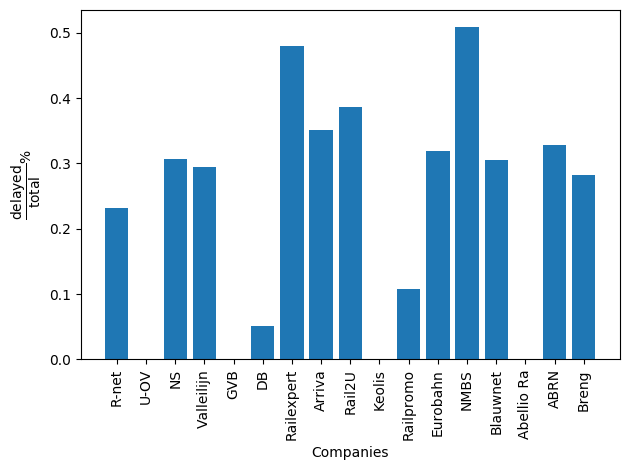 0.5
0.4
0.3
0.2
0.1
0.0
delayed
total
%
R-net
U-OV
NS
Valleilijn
GVB
DB
Railexpert
Arriva
Rail2U
Keolis
Railpromo
Eurobahn
NMBS
Blauwnet
Abellio Ra
ABRN
Breng
Companies